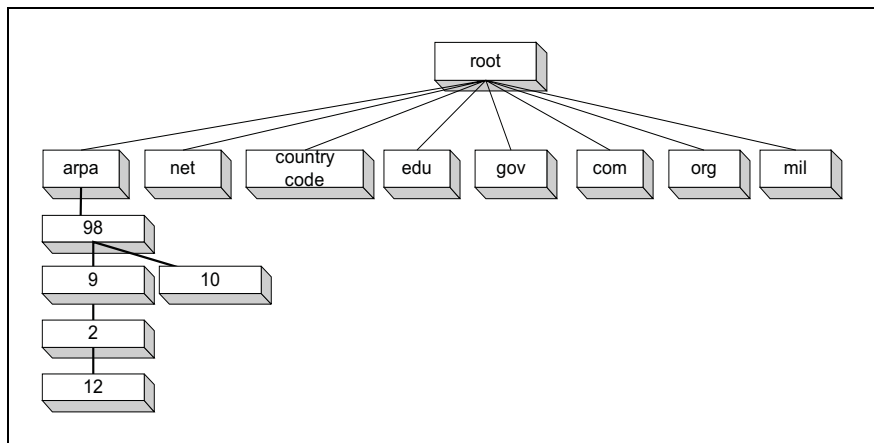 root
arpa
net
country
code
edu
gov
com
org
mil
98
9
10
2
12